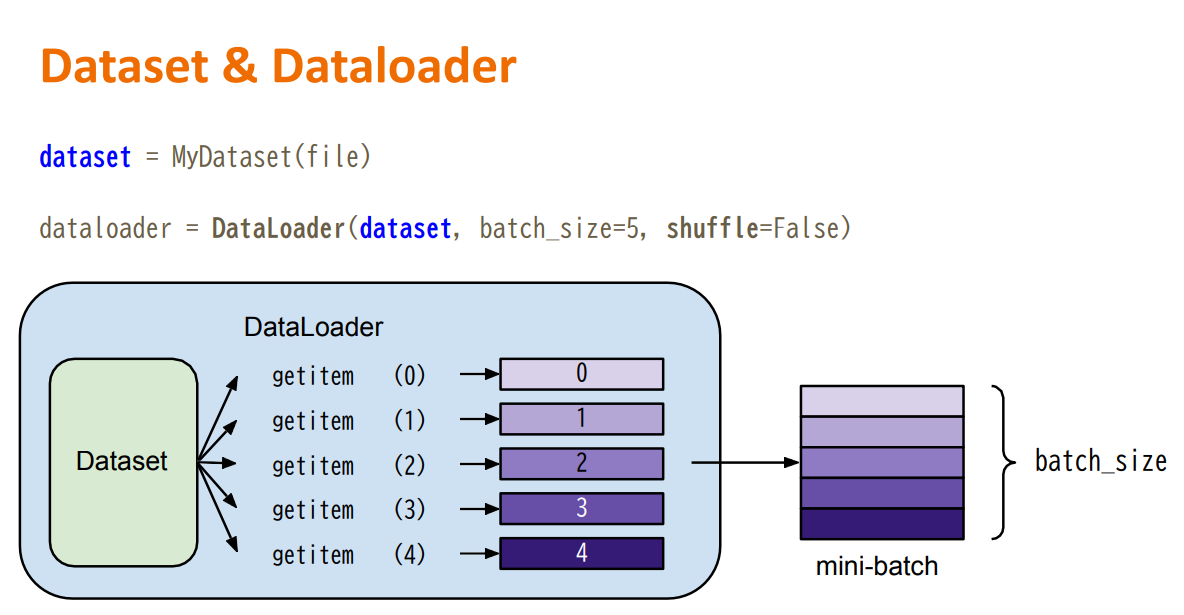 Dataset & Dataloader
dataset = MyDataset(file)
dataloader = DataLoader(dataset, batch_size=5, shuffle=False)
DataLoader
Dataset
getitem (0) 0
getitem (1) 1
getitem (2) 2
getitem (3) 3
getitem (4) 4
batch_size
mini-batch